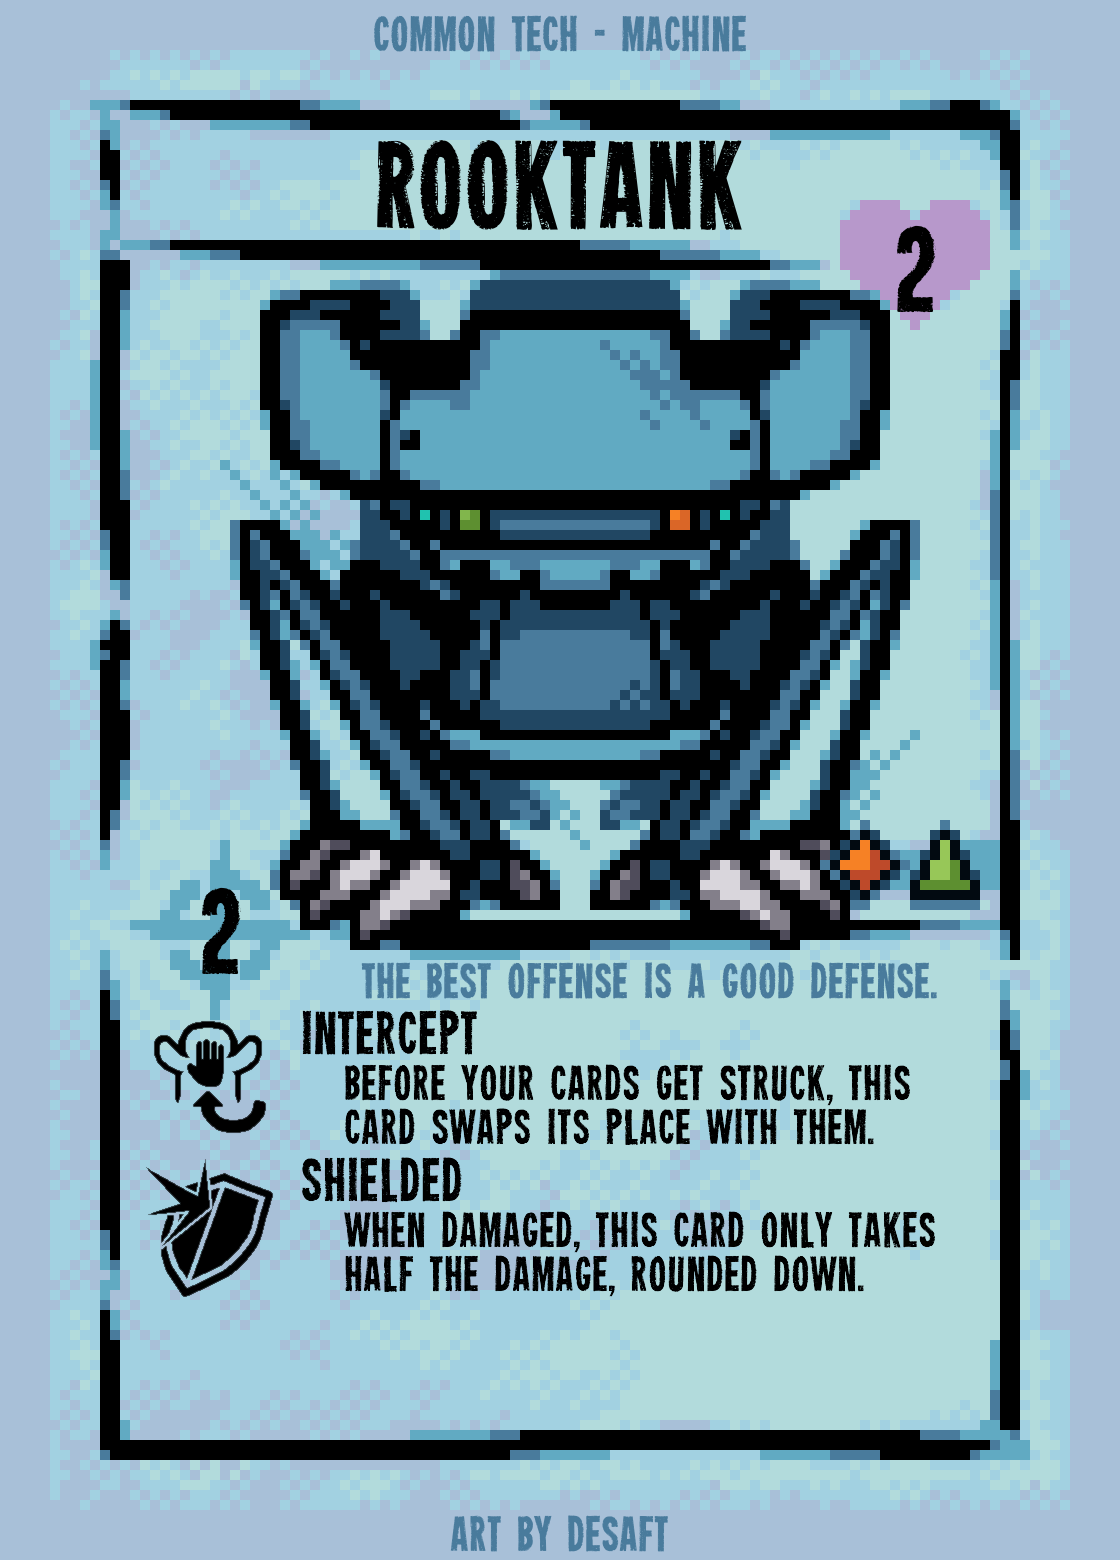 COMMON TECH - MACHINE
ROOKTANK
2
2
THE BEST OFFENSE IS A GOOD DEFENSE.
INTERCEPT
BEFORE YOUR CARDS GET STRUCK, THIS
CARD SWAPS ITS PLACE WITH THEM.
SHIELDED
WHEN DAMAGED, THIS CARD ONLY TAKES
HALF THE DAMAGE, ROUNDED DOWN.
ART BY DESAFT